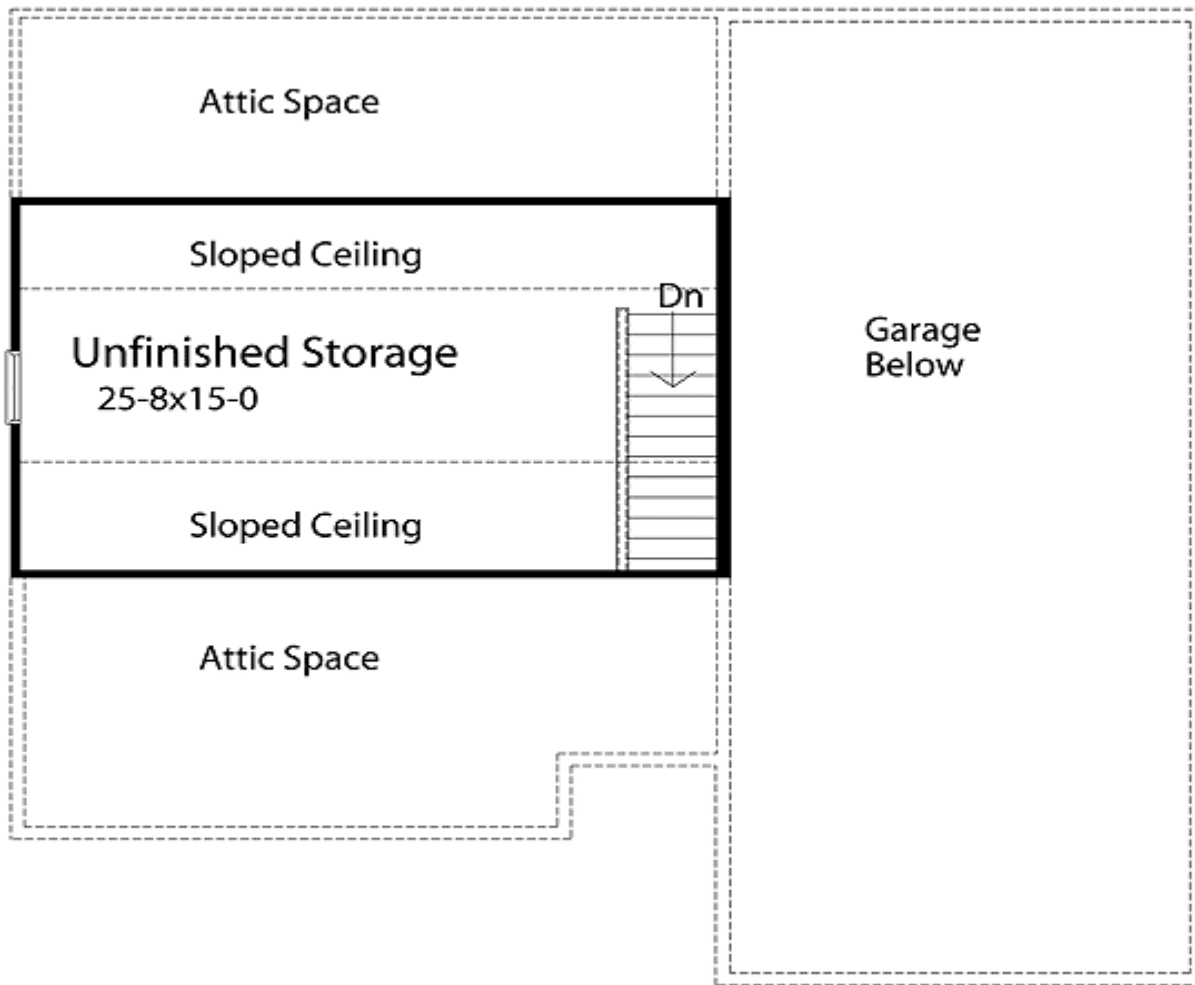 Attic Space
Sloped Ceiling
Dn
Unfinished Storage
25-8x15-0
Garage
Below
Sloped Ceiling
Attic Space